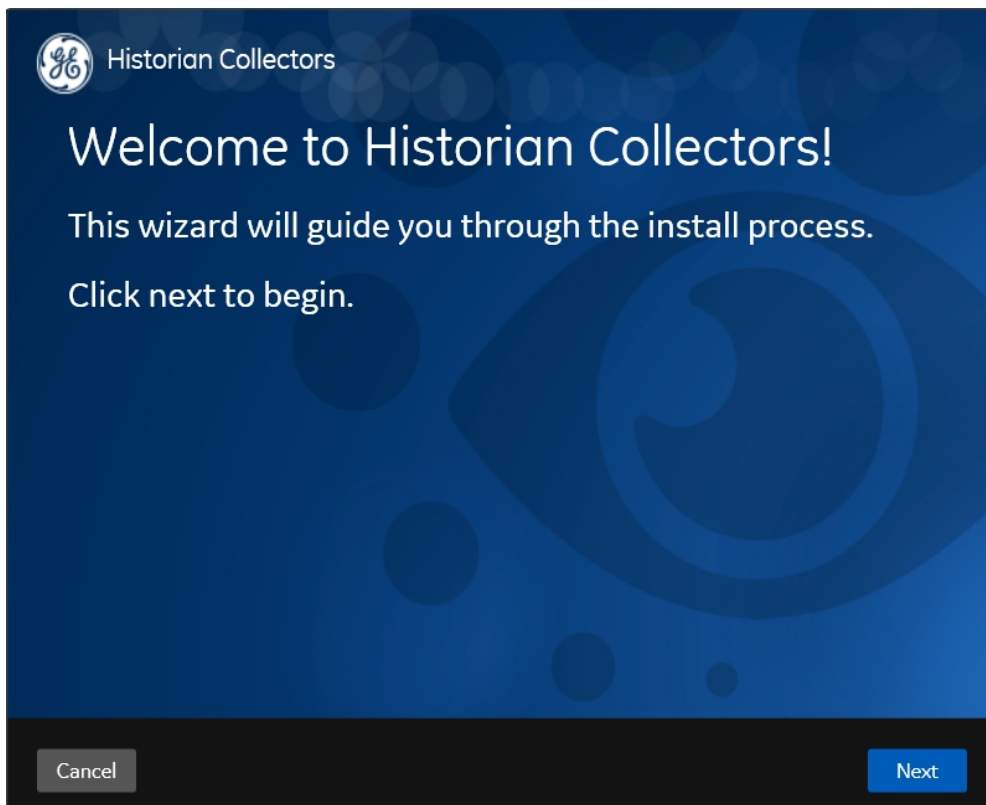 GE
Historian Collectors
Welcome to Historian Collectors!
This wizard will guide you through the install process.
Click next to begin.
Cancel
Next